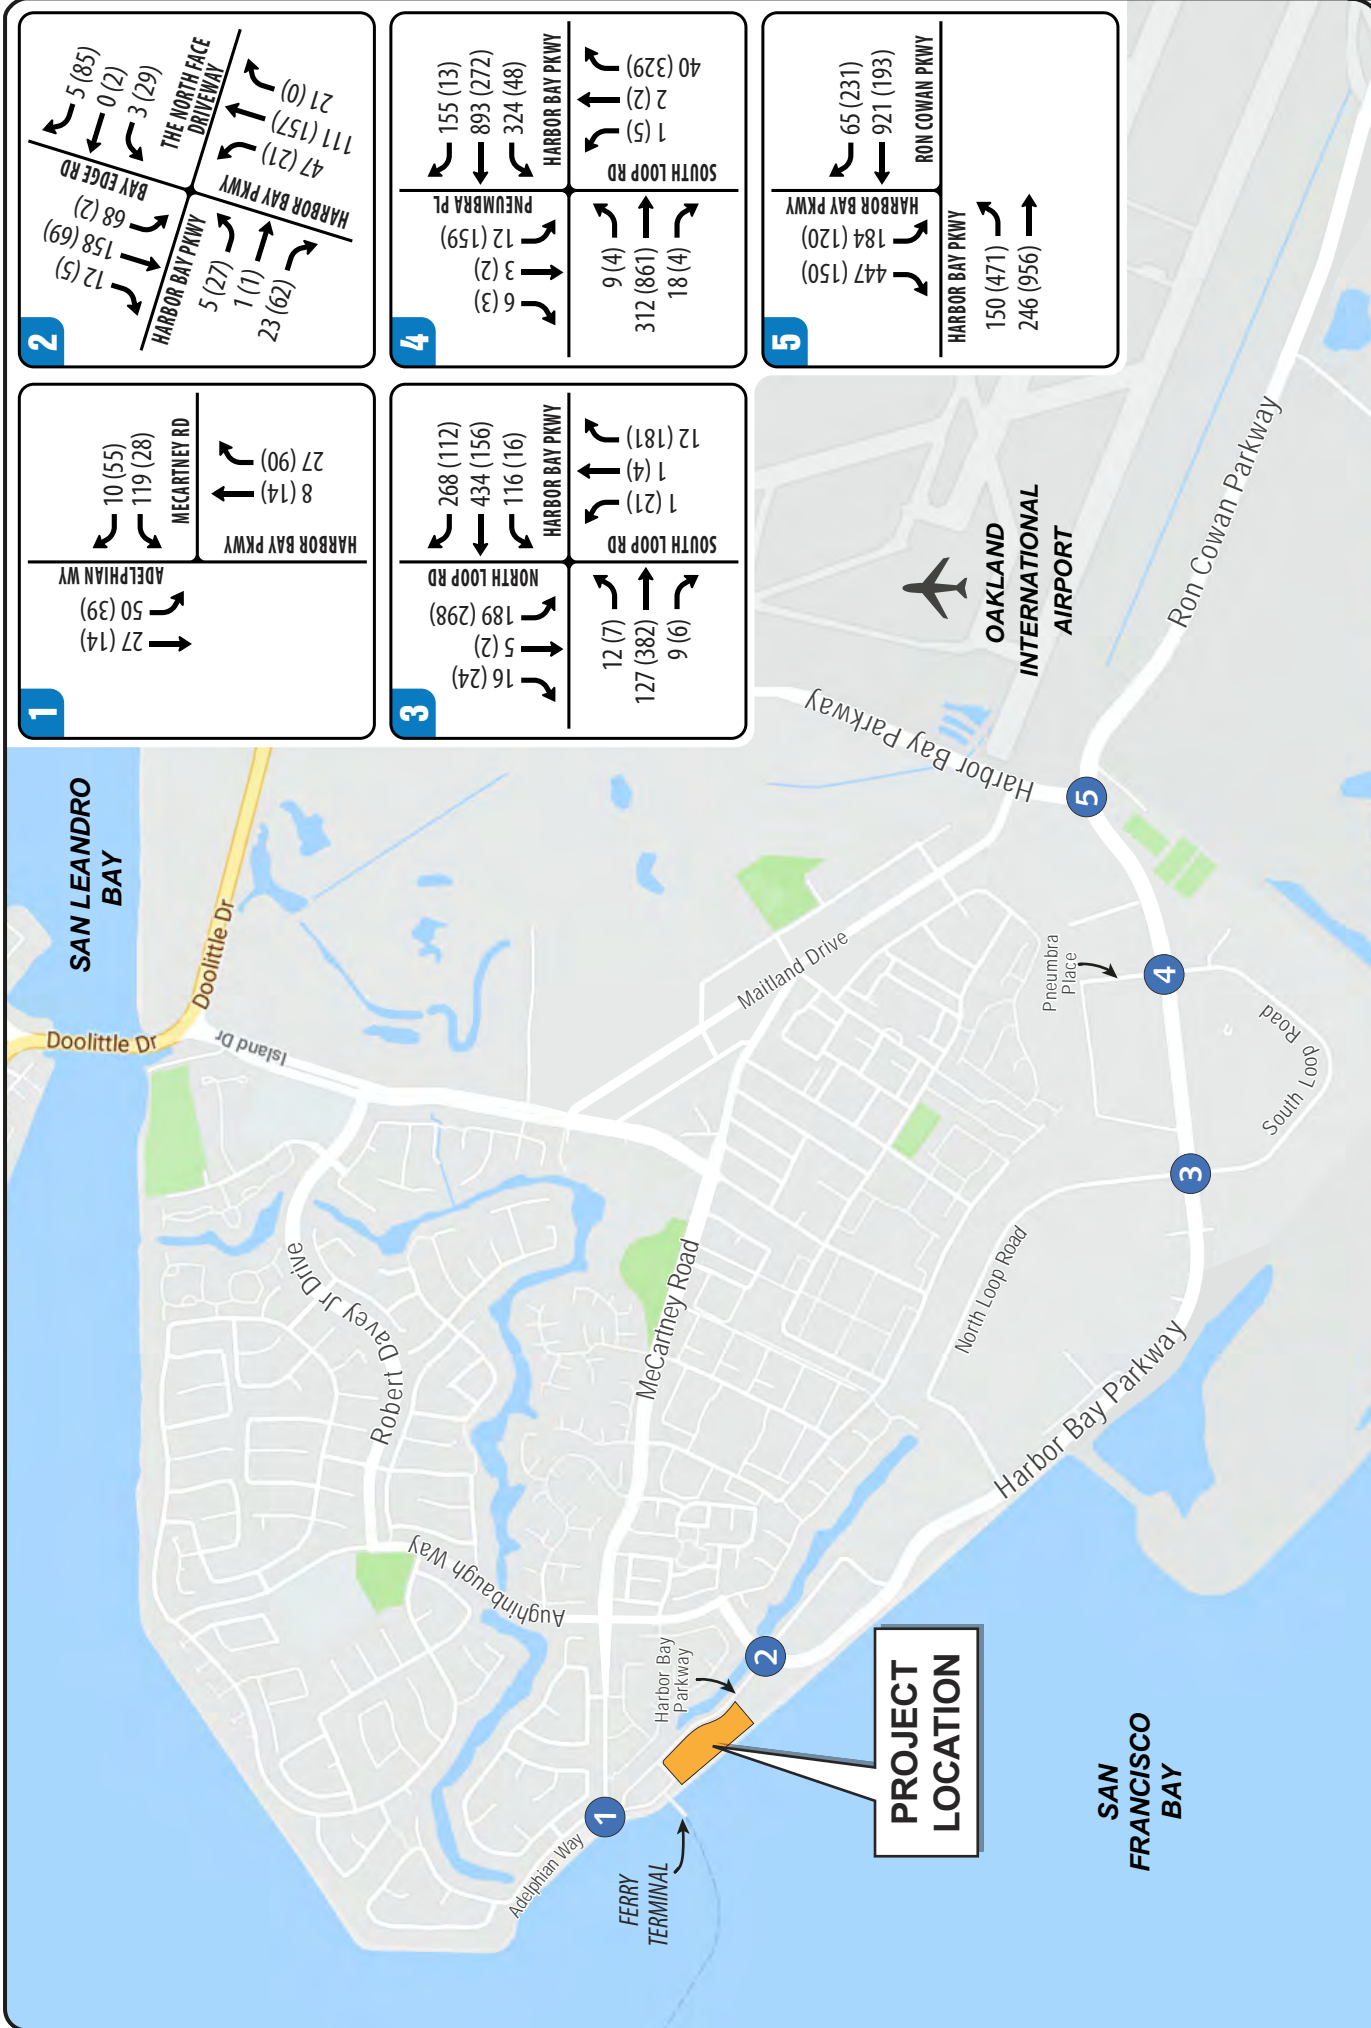 1
10 (55)
119 (28)
MECARTNEY RD
ADELPHIAN WY
27 (14)
50 (39)
HARBOR BAY PKWY
8 (14)
27 (90)
2
5 (85)
0 (2)
3 (29)
THE NORTH FACE
DRIVEWAY
BAY EDGE RD
12 (5)
158 (69)
68 (2)
HARBOR BAY PKWY
5 (27)
1 (1)
23 (62)
HARBOR BAY PKWY
47 (21)
111 (157)
21 (0)
3
268 (112)
434 (156)
116 (16)
HARBOR BAY PKWY
NORTH LOOP RD
16 (24)
5 (2)
189 (298)
12 (7)
127 (382)
9 (6)
SOUTH LOOP RD
1 (21)
1 (4)
12 (181)
4
155 (13)
893 (272)
324 (48)
HARBOR BAY PKWY
PNEUMBRA PL
6 (3)
3 (2)
12 (159)
9 (4)
312 (861)
18 (4)
SOUTH LOOP RD
1 (5)
2 (2)
40 (329)
5
65 (231)
921 (193)
RON COWAN PKWY
HARBOR BAY PKWY
447 (150)
184 (120)
HARBOR BAY PKWY
150 (471)
246 (956)
SAN LEANDRO
BAY
Doolittle Dr
Doolittle Dr
Island Dr
Robert Davey Jr Drive
Aughinbaugh Way
MeCartney Road
Maitland Drive
Adelphian Way
1
FERRY
TERMINAL
Harbor Bay
Parkway
2
PROJECT
LOCATION
Harbor Bay Parkway
North Loop Road
3
South Loop Road
Pneumbra
Place
4
5
Harbor Bay Parkway
Ron Cowan Parkway
OAKLAND
INTERNATIONAL
AIRPORT
SAN
FRANCISCO
BAY